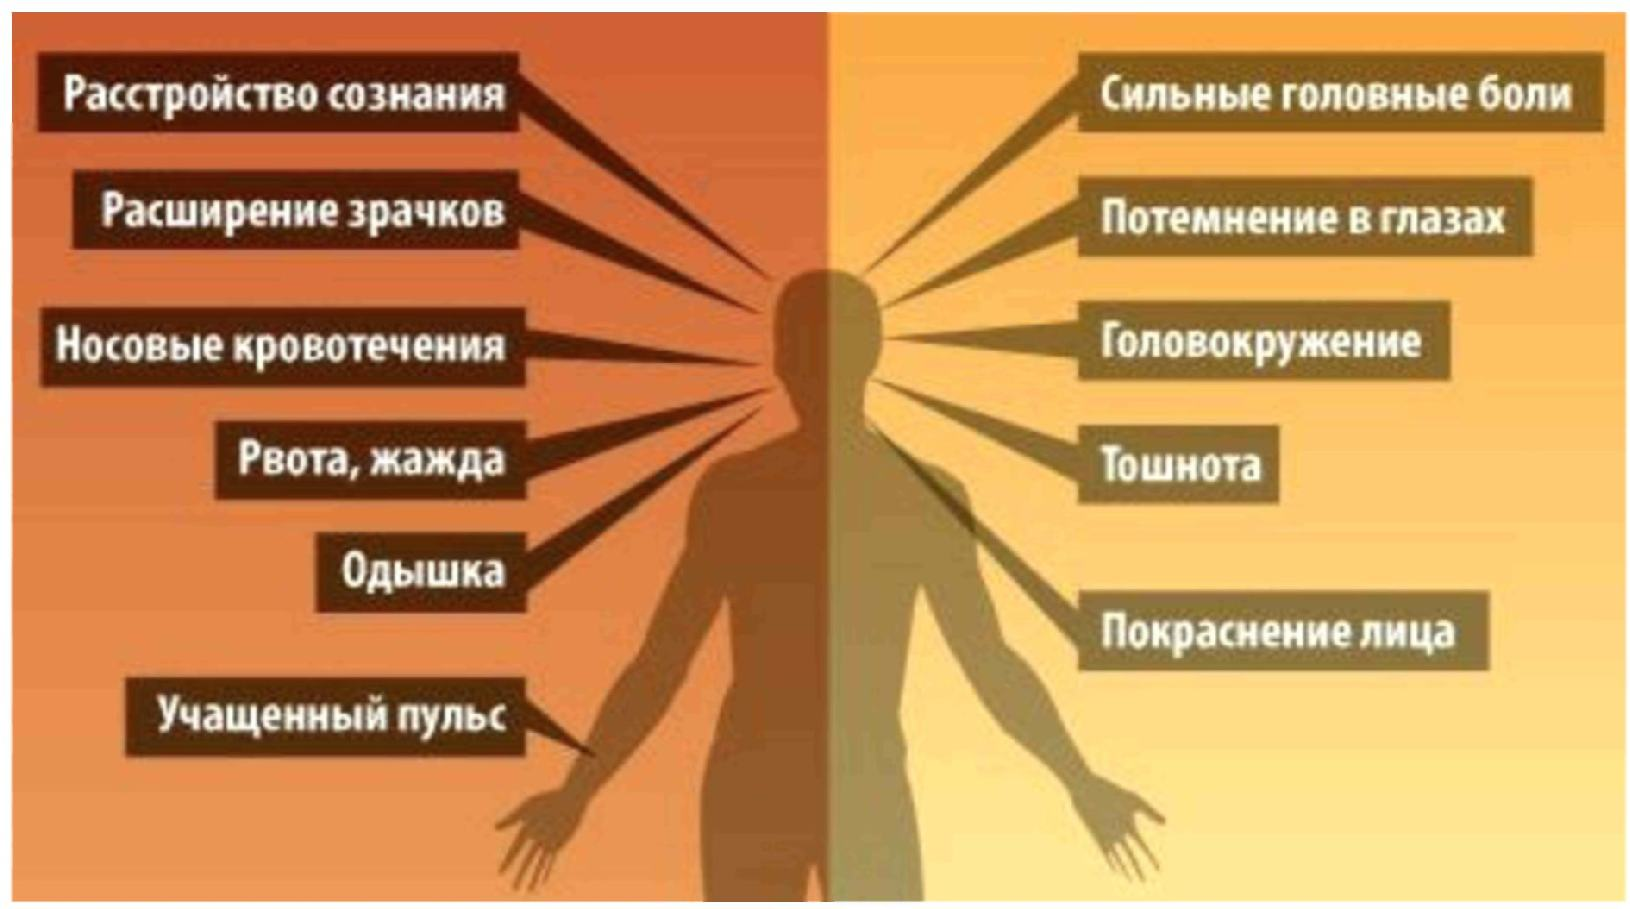 Расстройство сознания
Расширение зрачков
Носовые кровотечения
Рвота, жажда
Одышка
Учащенный пульс
Сильные головные боли
Потемнение в глазах
Головокружение
Тошнота
Покраснение лица